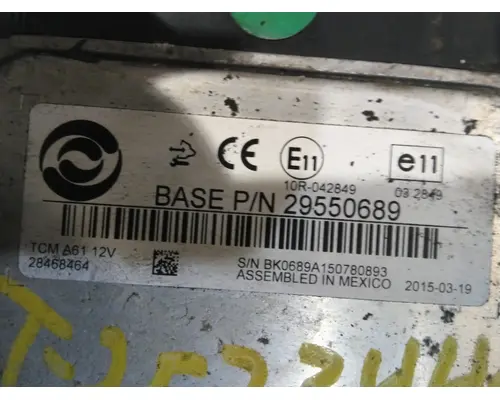 CE E11 e11
10R-042849 03 2849
BASE P/N 29550689
TCM A61 12V
28468464
S/N BK0689A150780893
ASSEMBLED IN MEXICO 2015-03-19